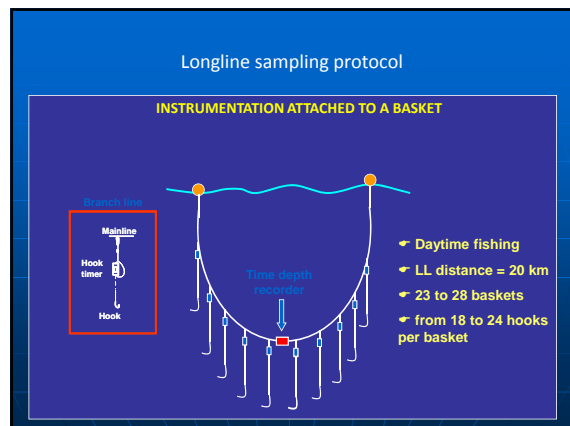 Longline sampling protocol
INSTRUMENTATION ATTACHED TO A BASKET
Branch line
Mainline
Hook
timer
Hook
Time depth
recorder
☛ Daytime fishing
☛ LL distance = 20 km
☛ 23 to 28 baskets
☛ from 18 to 24 hooks
per basket